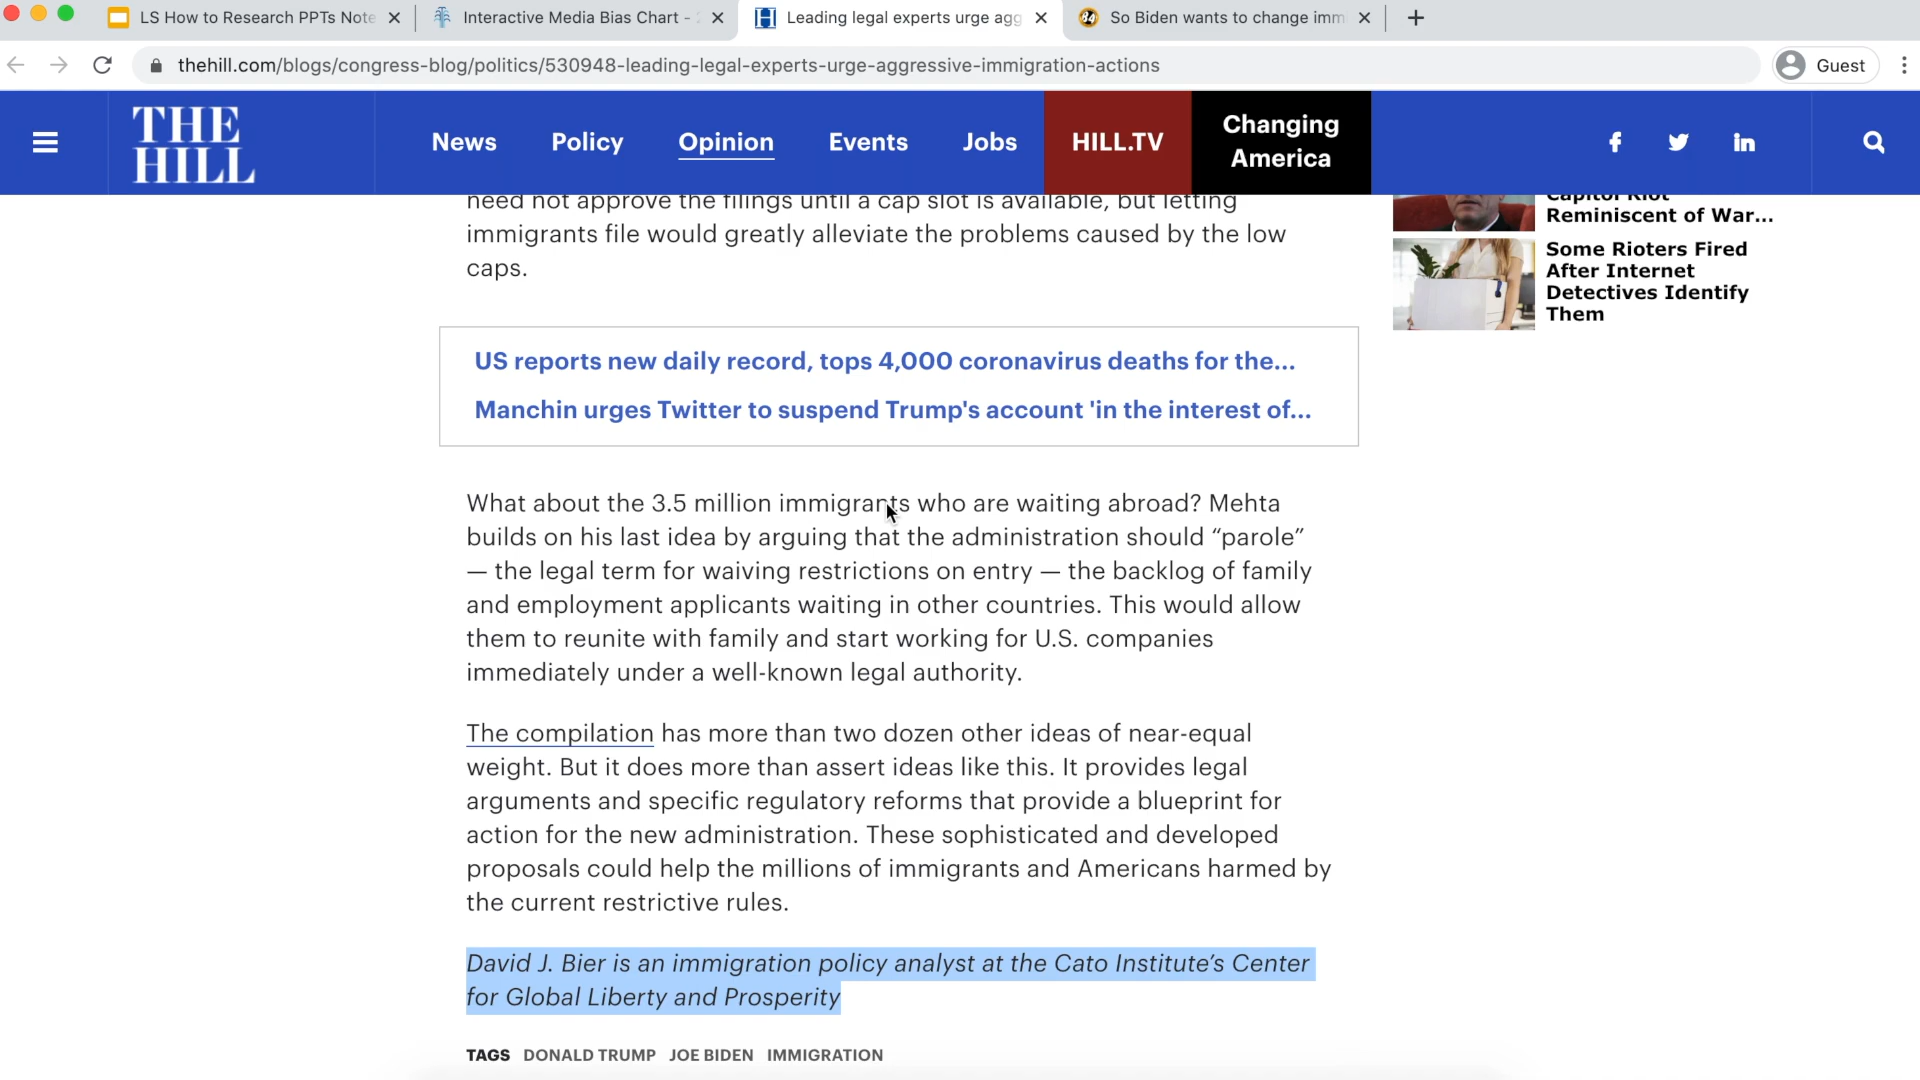 LS How to Research PPTs Note
Interactive Media Bias Chart -
Leading legal experts urge agg
So Biden wants to change imm
thehill.com/blogs/congress-blog/politics/530948-leading-legal-experts-urge-aggressive-immigration-actions
Guest
THE
HILL
News
Policy
Opinion
Events
Jobs
HILL.TV
Changing
America
need not approve the filings until a cap slot is available, but letting
immigrants file would greatly alleviate the problems caused by the low
caps.
Capitol Riot
Reminiscent of War...
Some Rioters Fired
After Internet
Detectives Identify
Them
US reports new daily record, tops 4,000 coronavirus deaths for the...
Manchin urges Twitter to suspend Trump's account 'in the interest of...
What about the 3.5 million immigrants who are waiting abroad? Mehta
builds on his last idea by arguing that the administration should “parole”
— the legal term for waiving restrictions on entry — the backlog of family
and employment applicants waiting in other countries. This would allow
them to reunite with family and start working for U.S. companies
immediately under a well-known legal authority.
The compilation has more than two dozen other ideas of near-equal
weight. But it does more than assert ideas like this. It provides legal
arguments and specific regulatory reforms that provide a blueprint for
action for the new administration. These sophisticated and developed
proposals could help the millions of immigrants and Americans harmed by
the current restrictive rules.
David J. Bier is an immigration policy analyst at the Cato Institute’s Center
for Global Liberty and Prosperity
TAGS DONALD TRUMP JOE BIDEN IMMIGRATION